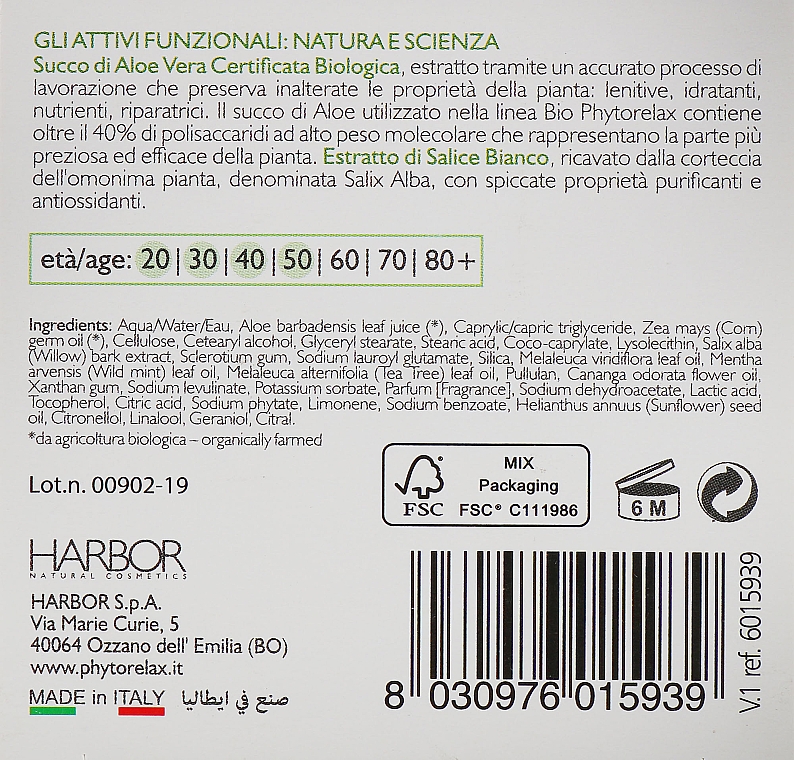 GLI ATTIVI FUNZIONALI: NATURA E SCIENZA
Succo di Aloe Vera Certificata Biologica, estratto tramite un accurato processo di
lavorazione che preserva inalterate le proprietà della pianta: lenitive, idratanti,
nutrienti, riparatrici. Il succo di Aloe utilizzato nella linea Bio Phytorelax contiene
oltre il 40% di polisaccaridi ad alto peso molecolare che rappresentano la parte più
preziosa ed efficace della pianta. Estratto di Salice Bianco, ricavato dalla corteccia
dell'omonima pianta, denominata Salix Alba, con spiccate proprietà purificanti e
antiossidanti.
età/age: 20 | 30 | 40 | 50 | 60 | 70 | 80+
Ingredients: Aqua/Water/Eau, Aloe barbadensis leaf juice (*), Caprylic/capric triglyceride, Zea mays (Corn)
germ oil (*), Cellulose, Cetearyl alcohol, Glyceryl stearate, Stearic acid, Coco-caprylate, Lysolecithin, Salix alba
(Willow) bark extract, Sclerotium gum, Sodium lauroyl glutamate, Silica, Melaleuca viridiflora leaf oil, Mentha
arvensis (Wild mint) leaf oil, Melaleuca alternifolia (Tea Tree) leaf oil, Pullulan, Cananga odorata flower oil,
Xanthan gum, Sodium levulinate, Potassium sorbate, Parfum [Fragrance], Sodium dehydroacetate, Lactic acid,
Tocopherol, Citric acid, Sodium phytate, Limonene, Sodium benzoate, Helianthus annuus (Sunflower) seed
oil, Citronellol, Linalool, Geraniol, Citral.
*da agricoltura biologica – organically farmed
Lot.n. 00902-19
FSC
MIX
Packaging
FSC® C111986
6 M
HARBOR
NATURAL COSMETICS
HARBOR S.p.A.
Via Marie Curie, 5
40064 Ozzano dell' Emilia (BO)
www.phytorelax.it
MADE in ITALY صنع في ايطاليا
8 030976 015939
V.1 ref. 6015939